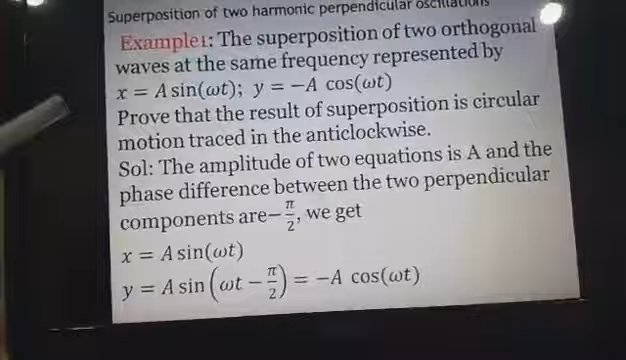 Superposition of two harmonic perpendicular oscillations
Example1: The superposition of two orthogonal
waves at the same frequency represented by
x = A sin(ωt); y = −A cos(ωt)
Prove that the result of superposition is circular
motion traced in the anticlockwise.
Sol: The amplitude of two equations is A and the
phase difference between the two perpendicular
components are−π/2, we get
x = A sin(ωt)
y = A sin(ωt − π/2) = −A cos(ωt)